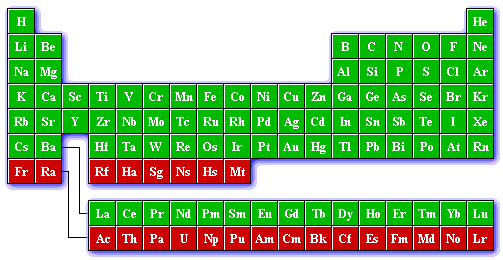 H He
Li Be B C N O F Ne
Na Mg Al Si P S Cl Ar
K Ca Sc Ti V Cr Mn Fe Co Ni Cu Zn Ga Ge As Se Br Kr
Rb Sr Y Zr Nb Mo Tc Ru Rh Pd Ag Cd In Sn Sb Te I Xe
Cs Ba Hf Ta W Re Os Ir Pt Au Hg Tl Pb Bi Po At Rn
Fr Ra Rf Ha Sg Ns Hs Mt
La Ce Pr Nd Pm Sm Eu Gd Tb Dy Ho Er Tm Yb Lu
Ac Th Pa U Np Pu Am Cm Bk Cf Es Fm Md No Lr